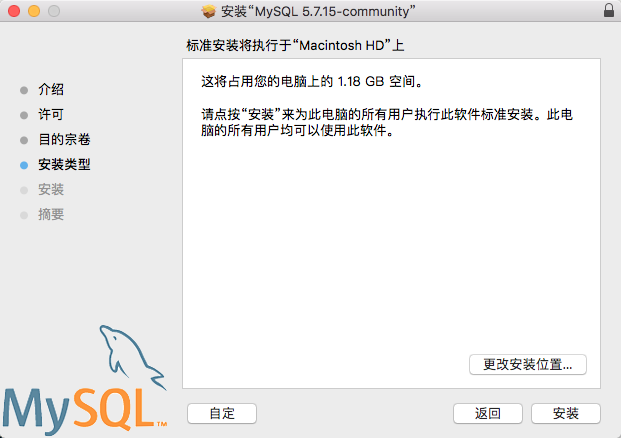 安装“MySQL 5.7.15-community”
标准安装将执行于“Macintosh HD”上
介绍
许可
目的宗卷
安装类型
安装
摘要
这将占用您的电脑上的 1.18 GB 空间。
请点按“安装”来为此电脑的所有用户执行此软件标准安装。此电
脑的所有用户均可以使用此软件。
更改安装位置...
MySQL™
自定
返回
安装